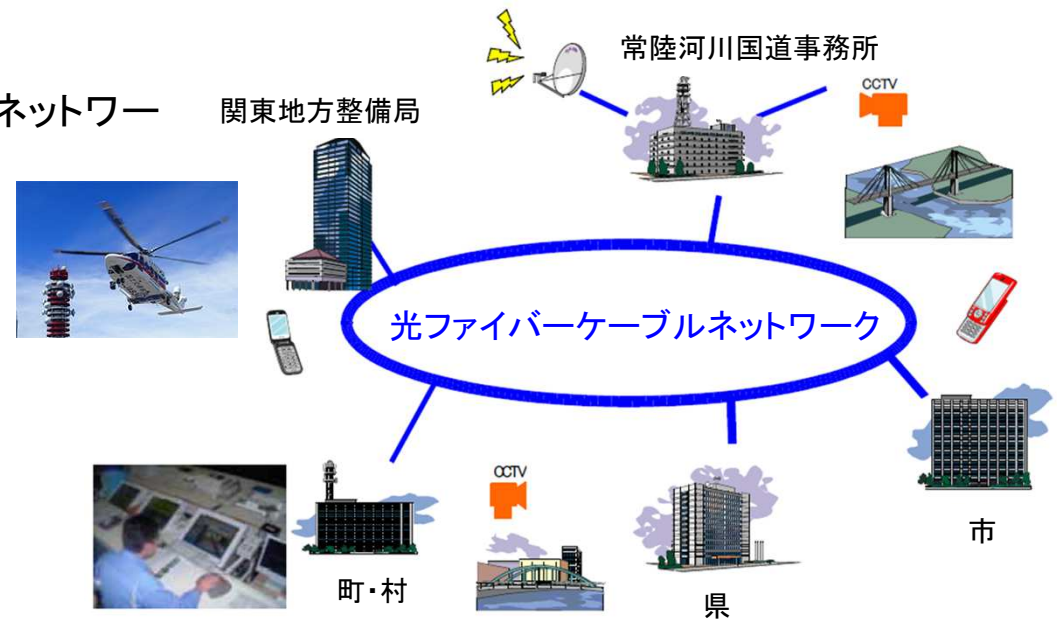 常陸河川国道事務所
ネットワー
関東地方整備局
CCTV
光ファイバーケーブルネットワーク
CCTV
市
町・村
県